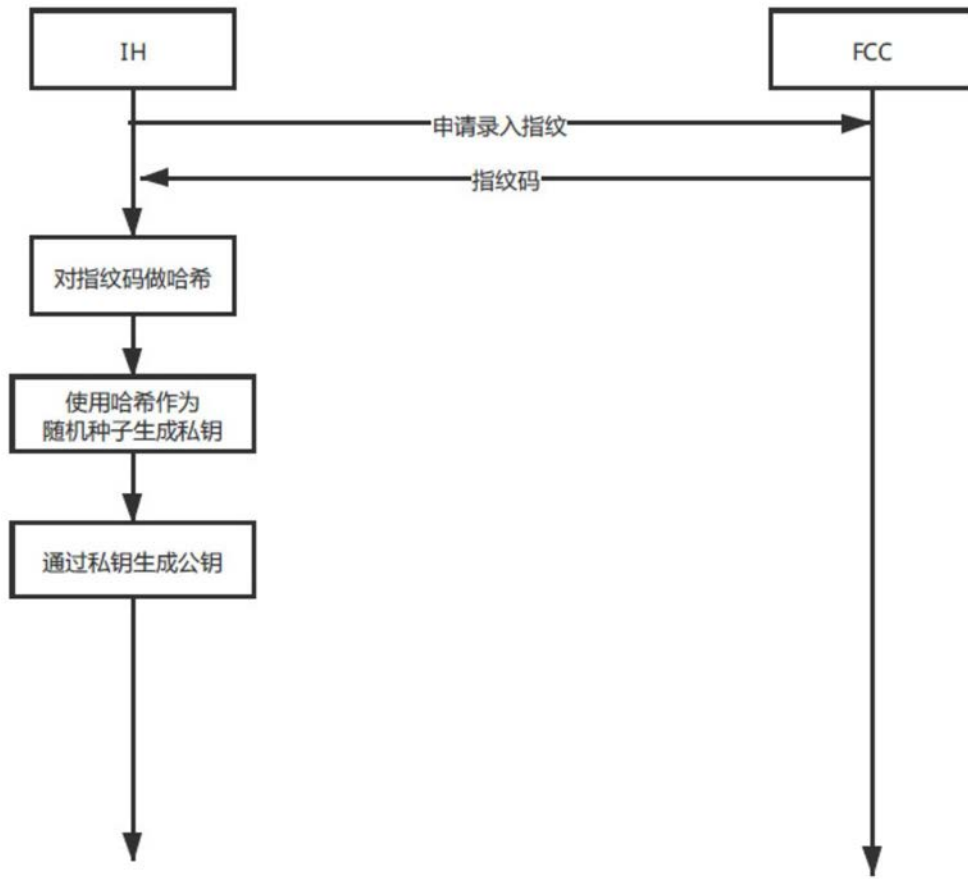 IH
FCC
申请录入指纹
指纹码
对指纹码做哈希
使用哈希作为
随机种子生成私钥
通过私钥生成公钥